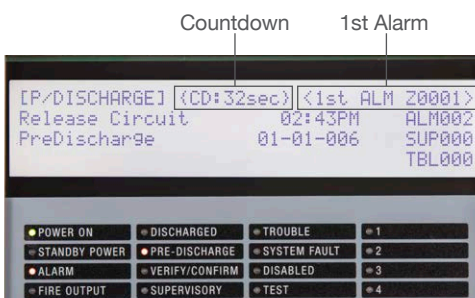 Countdown 1st Alarm
[P/DISCHARGE] {CD:32sec} <1st ALM Z0001>
Release Circuit 02:43PM ALM002
PreDischarge 01-01-006 SUP000
TBL000
POWER ON DISCHARGED TROUBLE 1
STANDBY POWER PRE-DISCHARGE SYSTEM FAULT 2
ALARM VERIFY/CONFIRM DISABLED 3
FIRE OUTPUT SUPERVISORY TEST 4